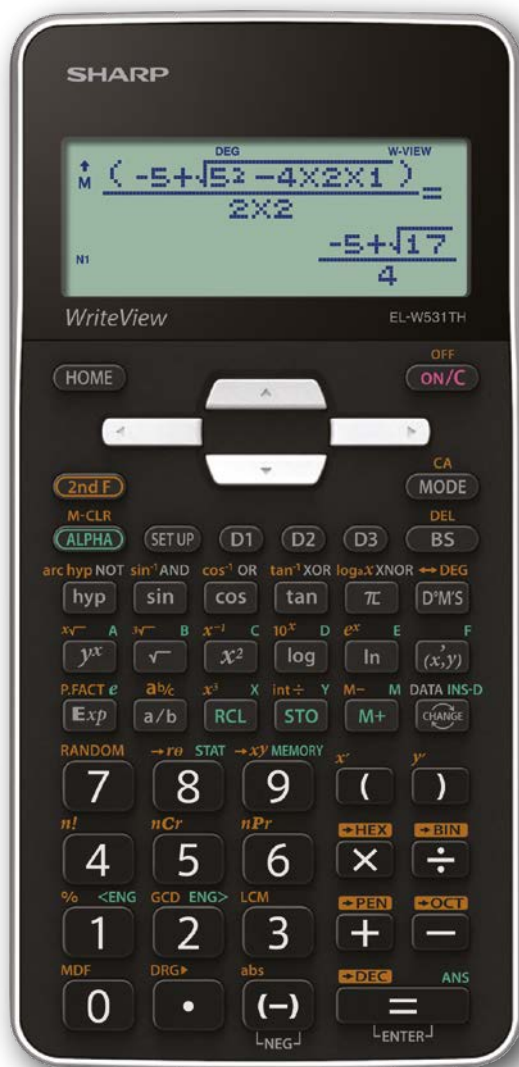 SHARP
DEG W-VIEW
M ( -5+√5² -4×2×1 ) =
2×2
N1 -5+√17
4
WriteView EL-W531TH
OFF
HOME ON/C
CA
2nd F MODE
M-CLR DEL
ALPHA SET UP D1 D2 D3 BS
arc hyp NOT sin⁻¹ AND cos⁻¹ OR tan⁻¹ XOR logₐX XNOR ↔DEG
hyp sin cos tan π D°M'S
ˣ√ A ³√ B x⁻¹ C 10ˣ D eˣ E F
yˣ √ x² log ln (x,y)
P.FACT e ab/c x³ X int÷ Y M− M DATA INS-D
Exp a/b RCL STO M+ CHANGE
RANDOM →rθ STAT →xy MEMORY x′ y′
7 8 9 ( )
n! nCr nPr →HEX →BIN
4 5 6 × ÷
% <ENG GCD ENG> LCM →PEN →OCT
1 2 3 + −
MDF DRG▸ abs →DEC ANS
0 • (−) =
NEG ENTER